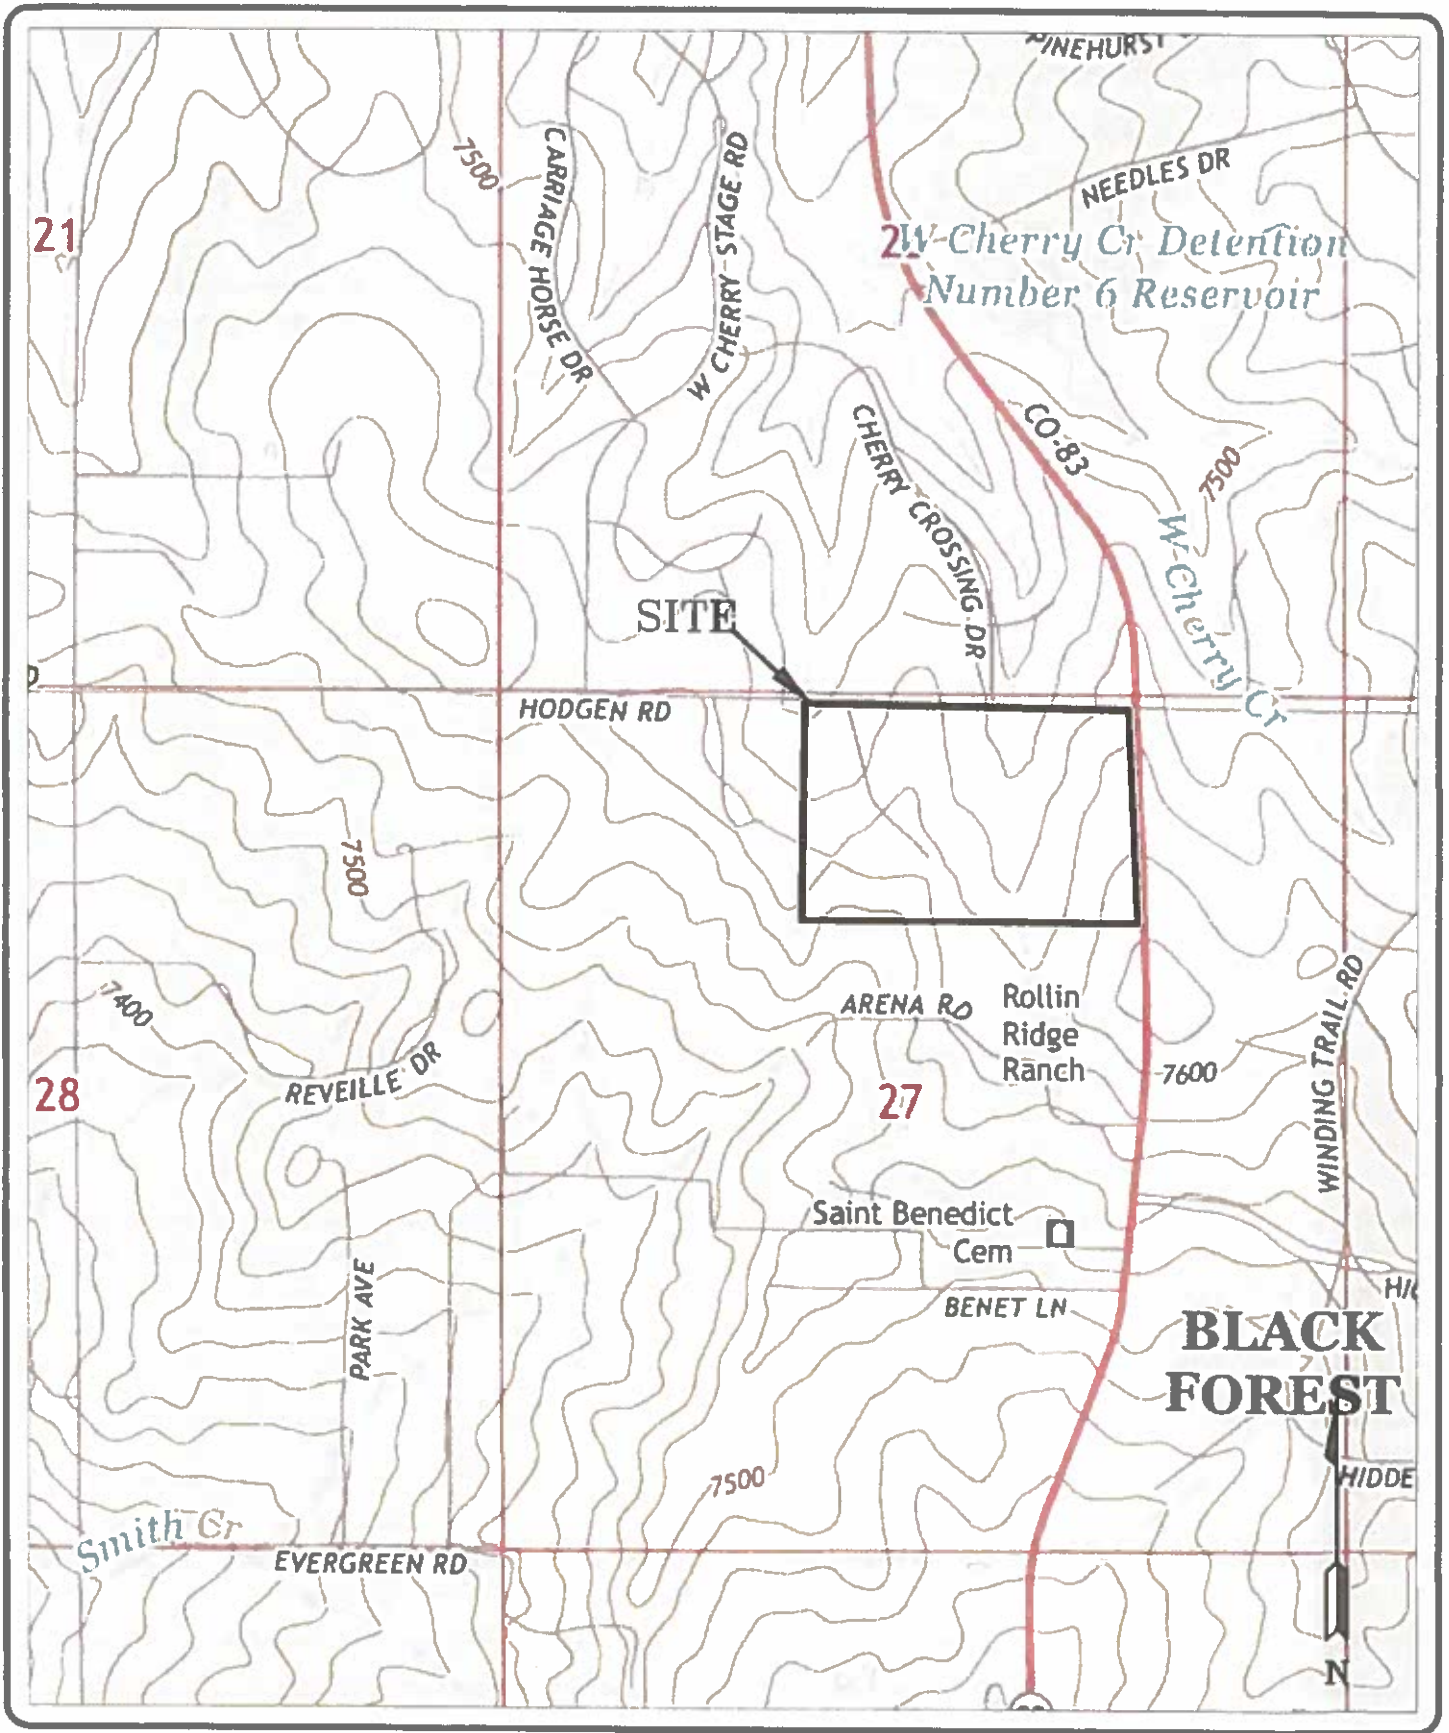 NEEDLES DR
7500
CARRIAGE HORSE DR
W CHERRY STAGE RD
21
W Cherry Cr Detention
Number 6 Reservoir
CO-83
CHERRY CROSSING DR
7500
W Cherry Cr
SITE
HODGEN RD
7500
7400
ARENA RD
Rollin
Ridge
Ranch
WINDING TRAIL RD
REVEILLE DR
7600
28
27
Saint Benedict
Cem
BENET LN
PARK AVE
BLACK
FOREST
7500
Smith Cr
EVERGREEN RD
N